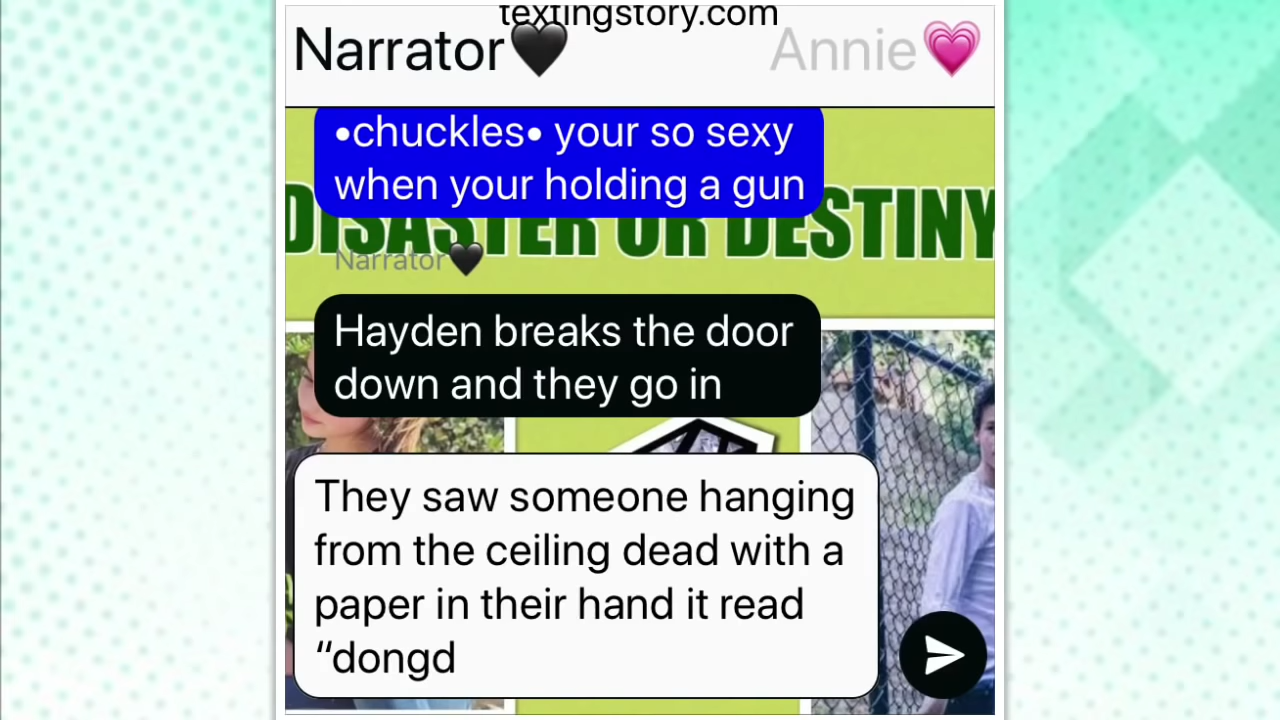 textingstory.com
Narrator🖤 Annie💗
•chuckles• your so sexy
when your holding a gun
DISASTER OR DESTINY
Narrator🖤
Hayden breaks the door
down and they go in
They saw someone hanging
from the ceiling dead with a
paper in their hand it read
“dongd